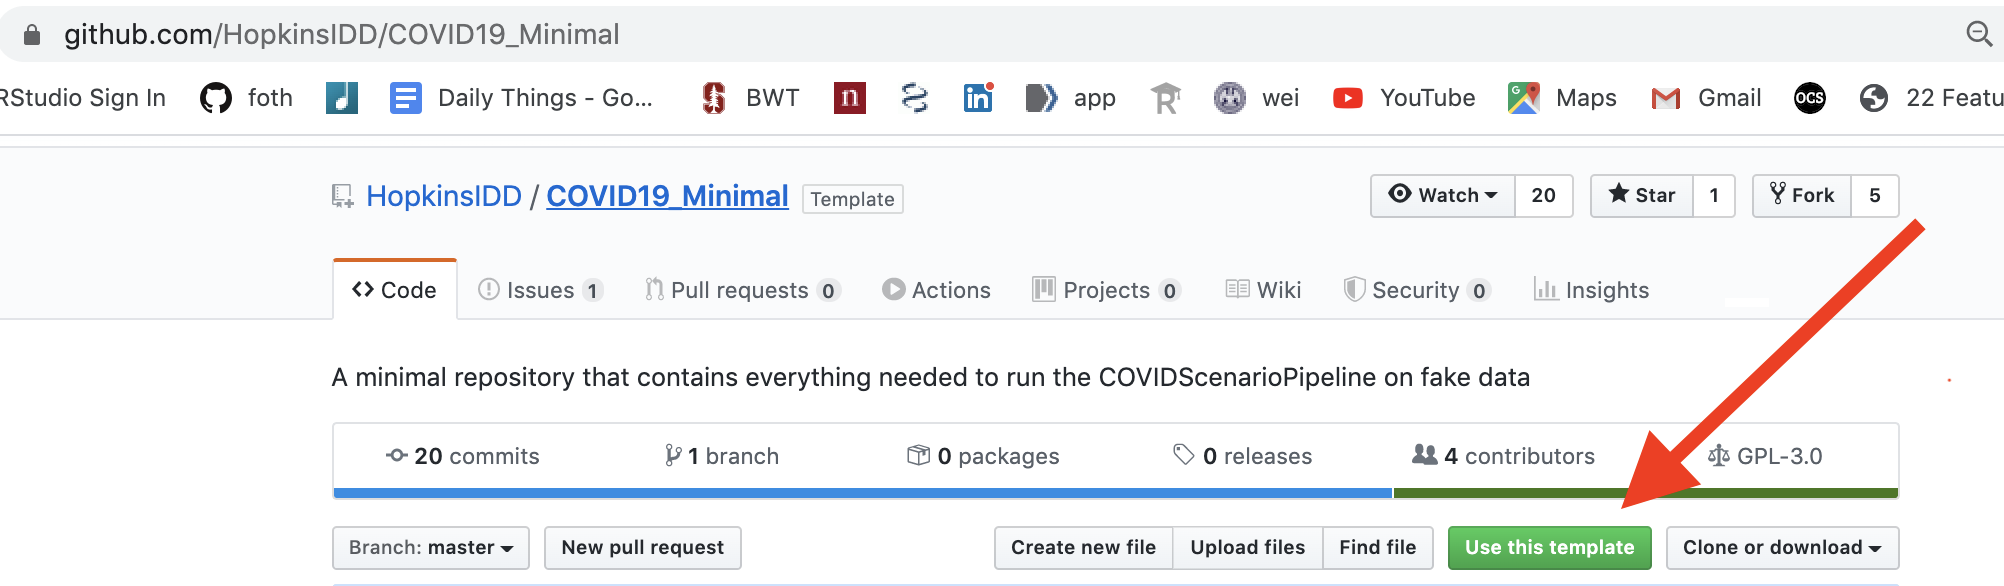 github.com/HopkinsIDD/COVID19_Minimal
RStudio Sign In foth Daily Things - Go... BWT n in app R wei YouTube G Maps Gmail OCS 22 Featu
HopkinsIDD / COVID19_Minimal Template Watch 20 Star 1 Fork 5
Code Issues 1 Pull requests 0 Actions Projects 0 Wiki Security 0 Insights
A minimal repository that contains everything needed to run the COVIDScenarioPipeline on fake data
20 commits 1 branch 0 packages 0 releases 4 contributors GPL-3.0
Branch: master New pull request Create new file Upload files Find file Use this template Clone or download